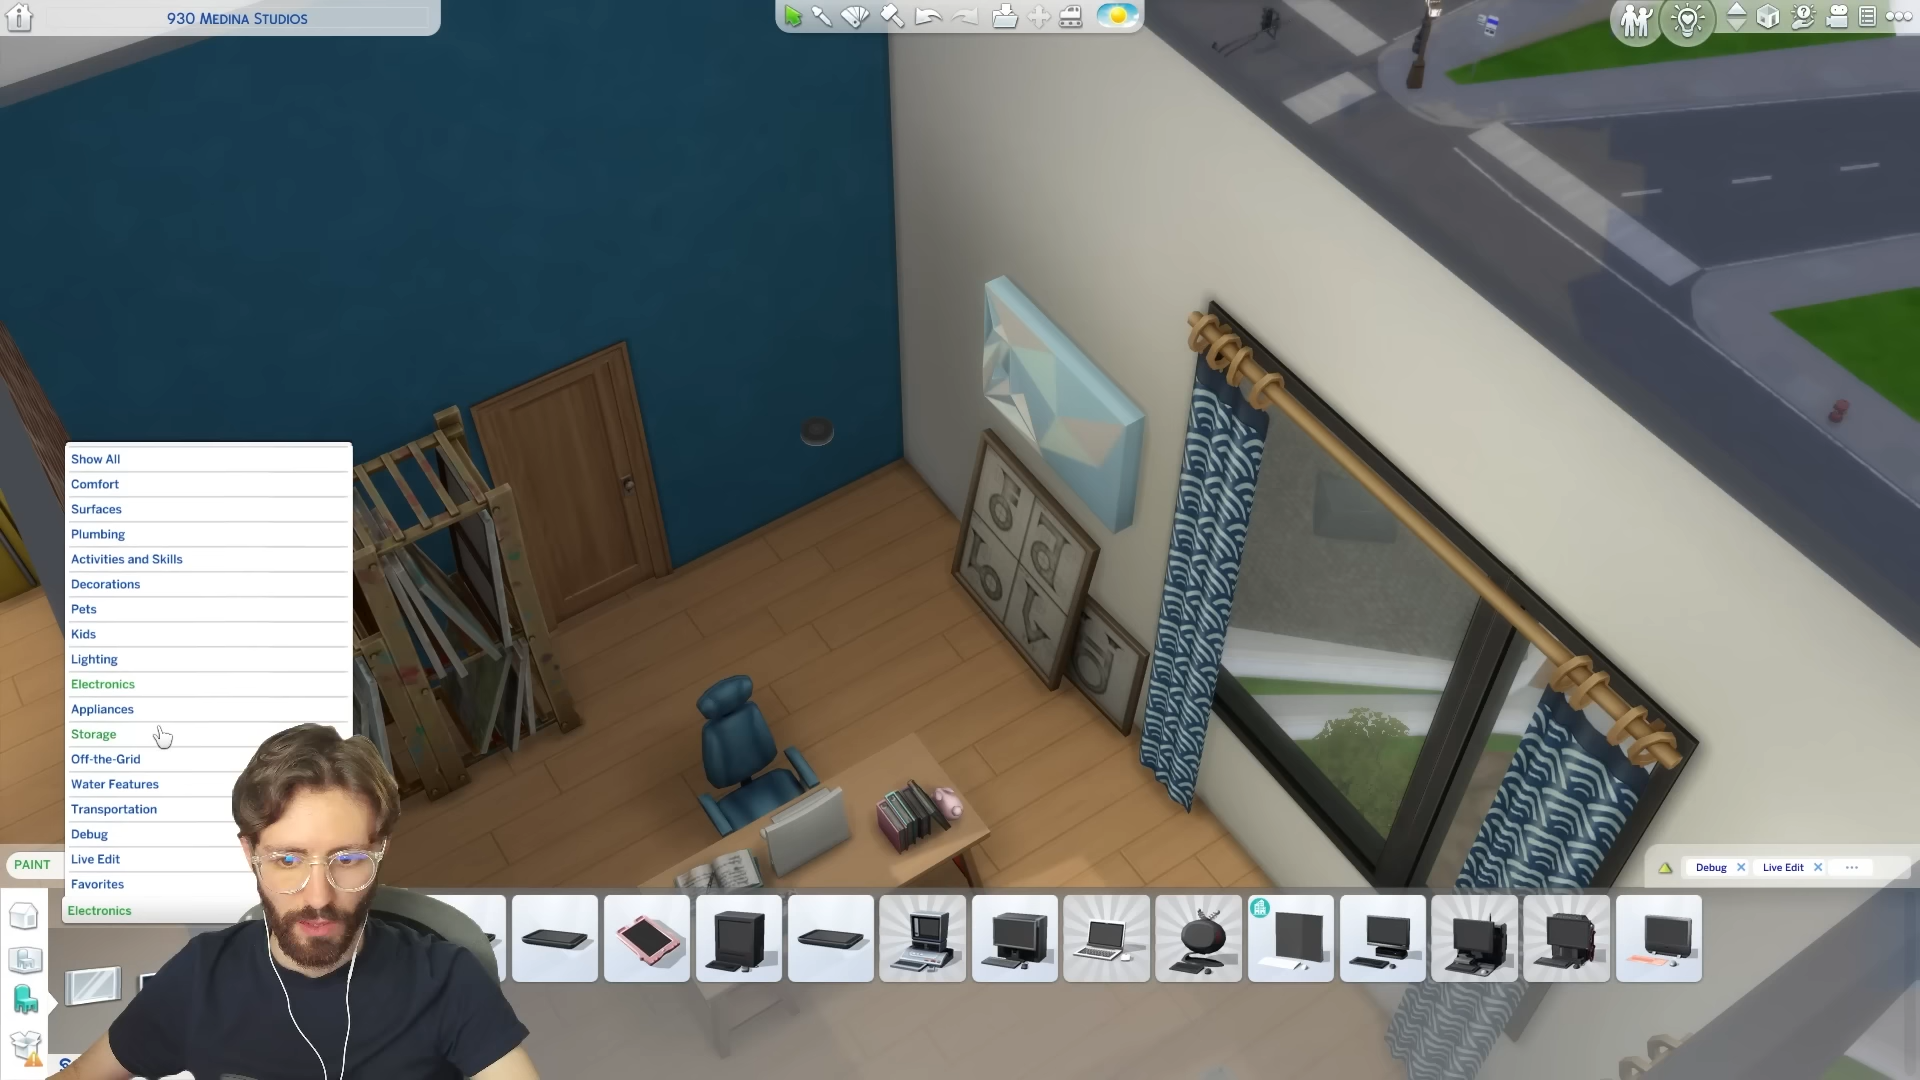 930 Medina Studios
Show All
Comfort
Surfaces
Plumbing
Activities and Skills
Decorations
Pets
Kids
Lighting
Electronics
Appliances
Storage
Off-the-Grid
Water Features
Transportation
Debug
Live Edit
Favorites
PAINT
Electronics
Debug
Live Edit